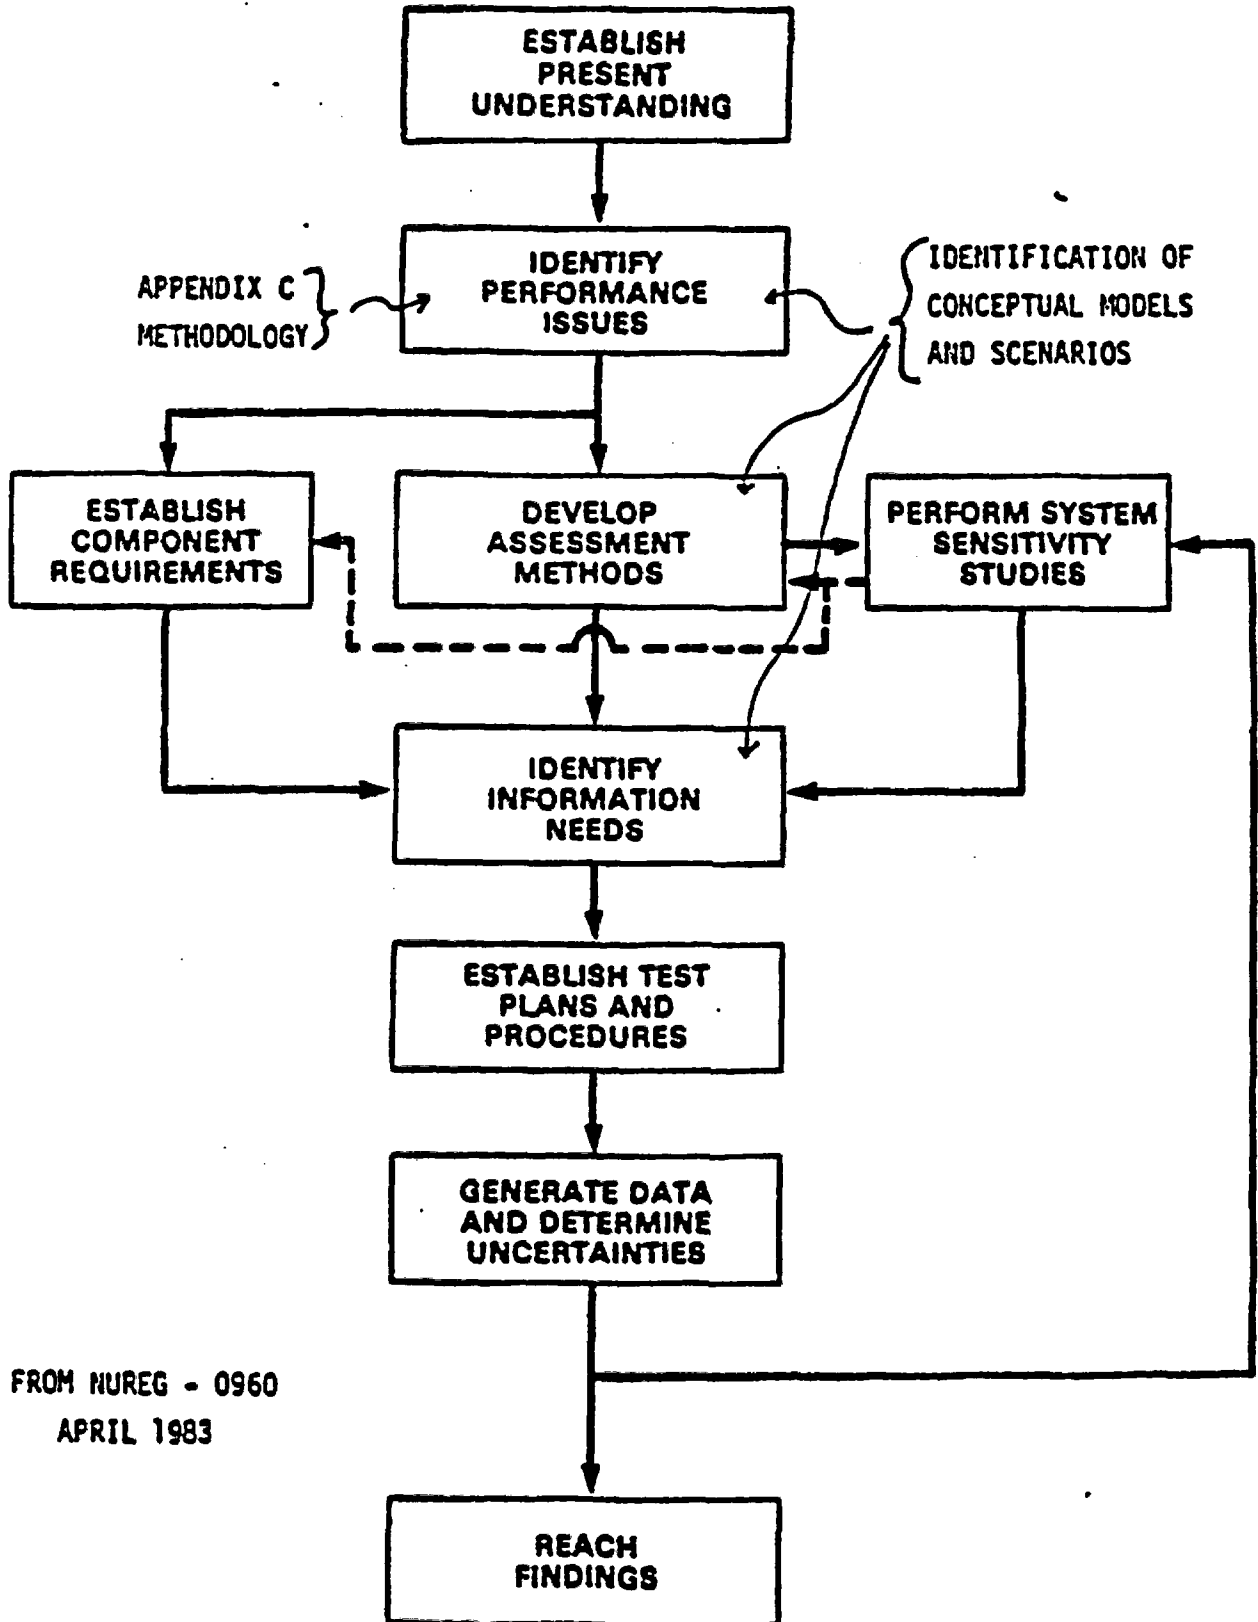 ESTABLISH
PRESENT
UNDERSTANDING
IDENTIFY
PERFORMANCE
ISSUES
APPENDIX C
METHODOLOGY
IDENTIFICATION OF
CONCEPTUAL MODELS
AND SCENARIOS
ESTABLISH
COMPONENT
REQUIREMENTS
DEVELOP
ASSESSMENT
METHODS
PERFORM SYSTEM
SENSITIVITY
STUDIES
IDENTIFY
INFORMATION
NEEDS
ESTABLISH TEST
PLANS AND
PROCEDURES
GENERATE DATA
AND DETERMINE
UNCERTAINTIES
FROM NUREG - 0960
APRIL 1983
REACH
FINDINGS